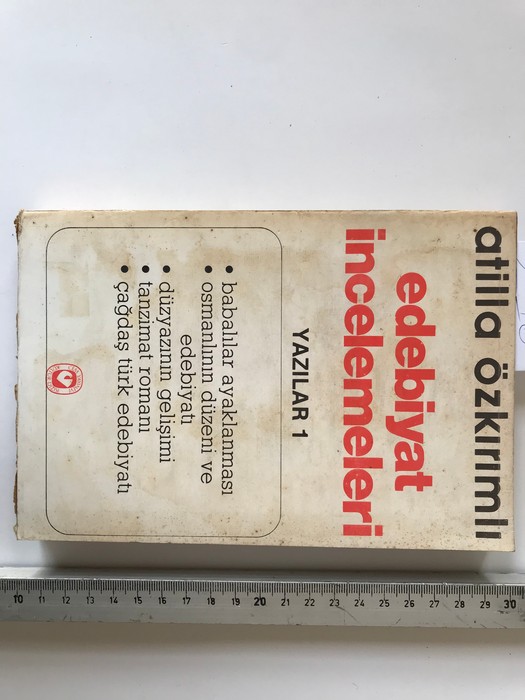 atilla özkırımlı
edebiyat
incelemeleri
YAZILAR 1
• babalılar ayaklanması
• osmanlının düzeni ve
edebiyatı
• düzyazının gelişimi
• tanzimat romanı
• çağdaş türk edebiyatı
10 11 12 13 14 15 16 17 18 19 20 21 22 23 24 25 26 27 28 29 30